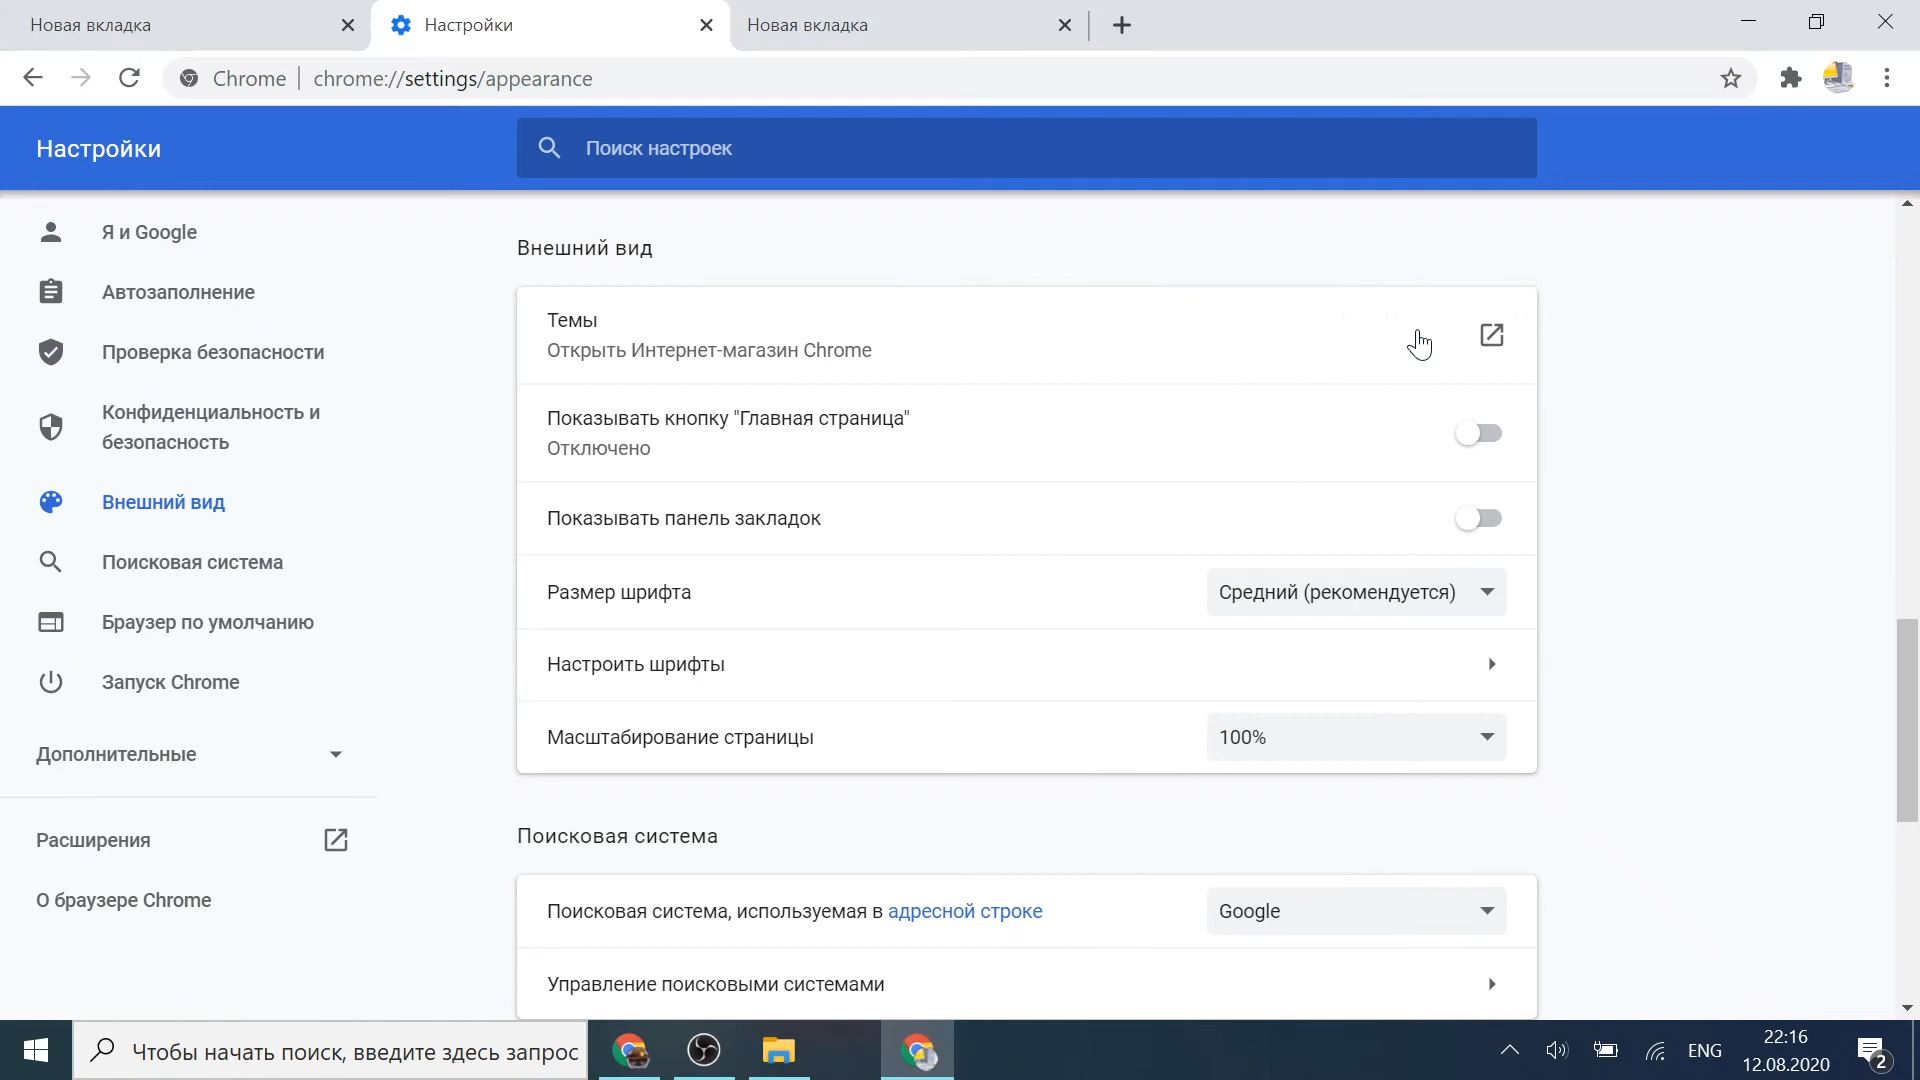 Новая вкладка
Настройки
Новая вкладка
Chrome
chrome://settings/appearance
Настройки
Поиск настроек
Я и Google
Автозаполнение
Проверка безопасности
Конфиденциальность и
безопасность
Внешний вид
Поисковая система
Браузер по умолчанию
Запуск Chrome
Дополнительные
Расширения
О браузере Chrome
Внешний вид
Темы
Открыть Интернет-магазин Chrome
Показывать кнопку "Главная страница"
Отключено
Показывать панель закладок
Размер шрифта
Средний (рекомендуется)
Настроить шрифты
Масштабирование страницы
100%
Поисковая система
Поисковая система, используемая в адресной строке
Google
Управление поисковыми системами
Чтобы начать поиск, введите здесь запрос
ENG
22:16
12.08.2020
2